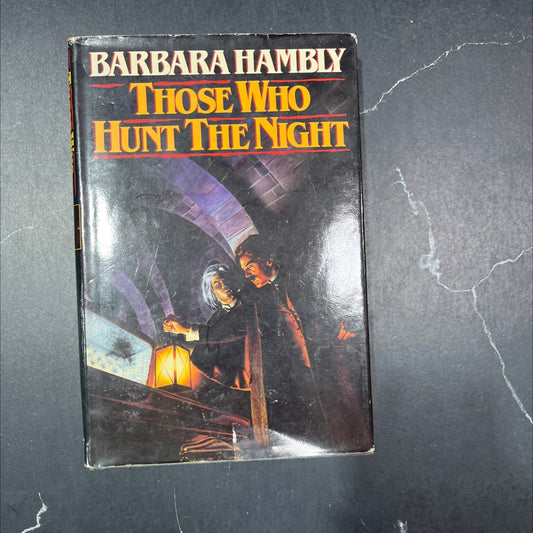 BARBARA HAMBLY
THOSE WHO
HUNT THE NIGHT